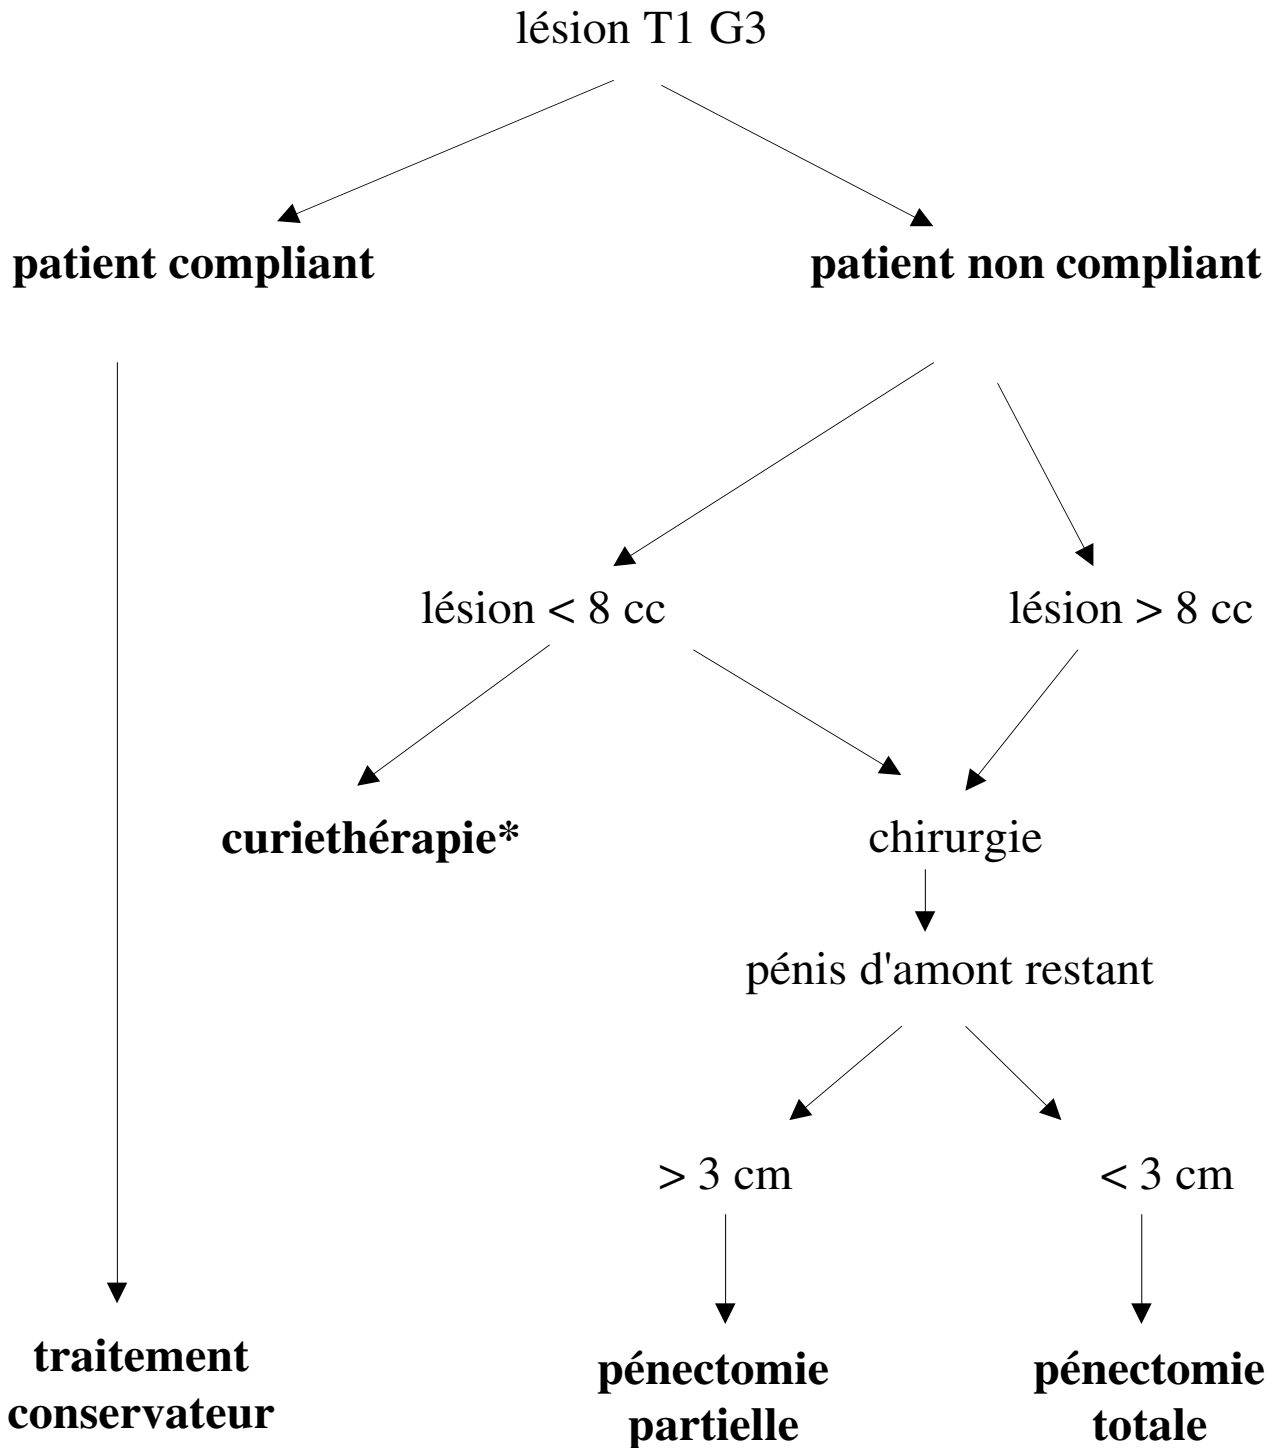 lésion T1 G3
patient compliant
patient non compliant
lésion < 8 cc
lésion > 8 cc
curiethérapie*
chirurgie
pénis d'amont restant
> 3 cm
< 3 cm
traitement
conservateur
pénectomie
partielle
pénectomie
totale